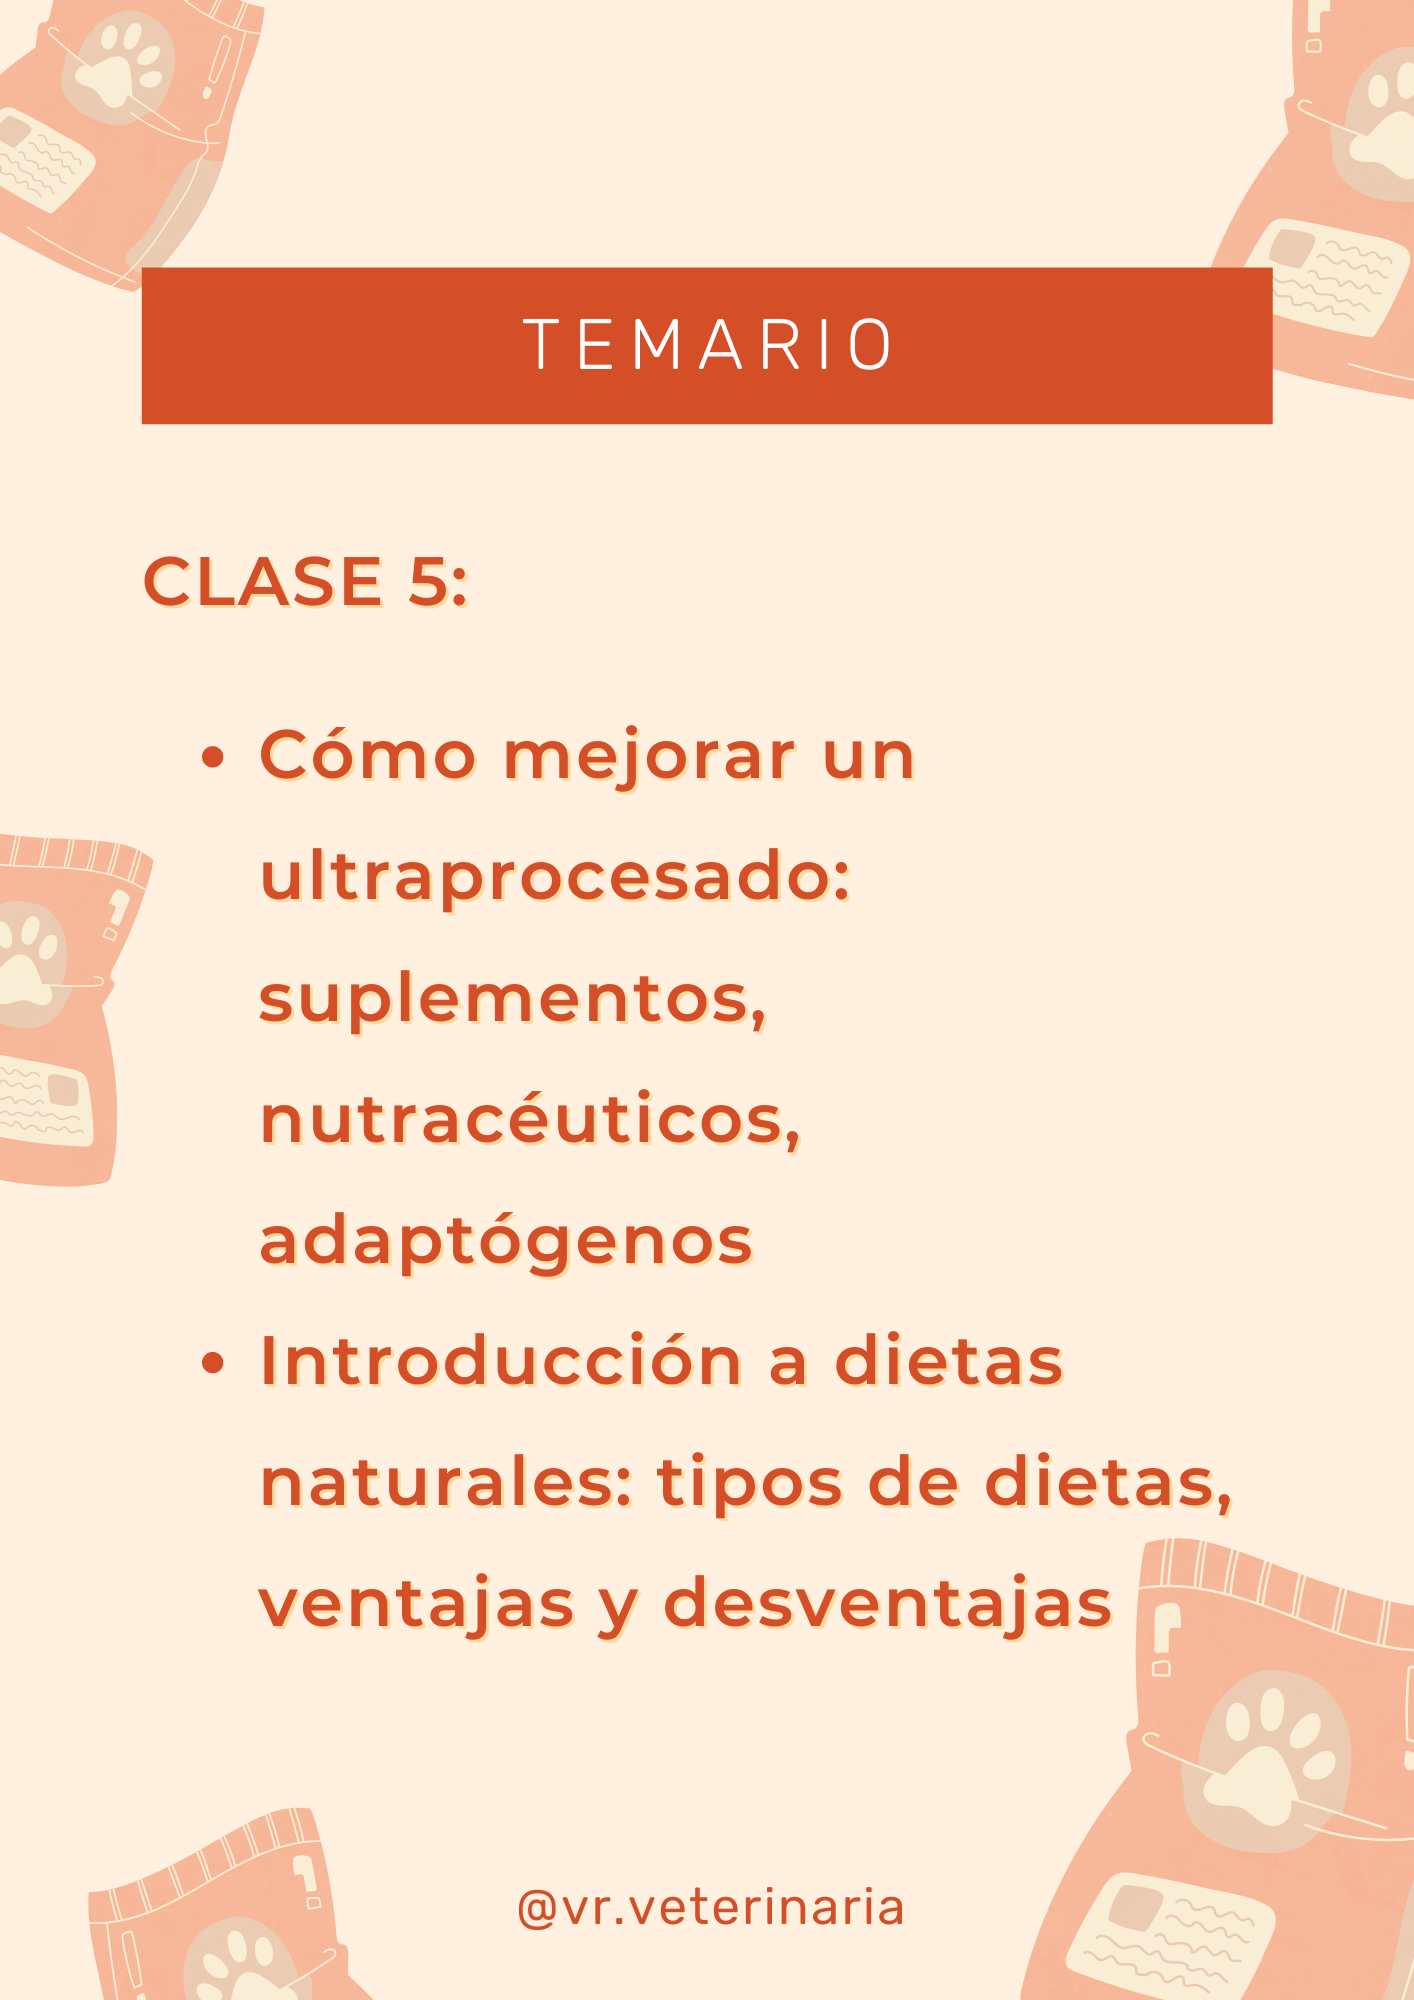 TEMARIO
CLASE 5:
• Cómo mejorar un
ultraprocesado:
suplementos,
nutracéuticos,
adaptógenos
• Introducción a dietas
naturales: tipos de dietas,
ventajas y desventajas
@vr.veterinaria